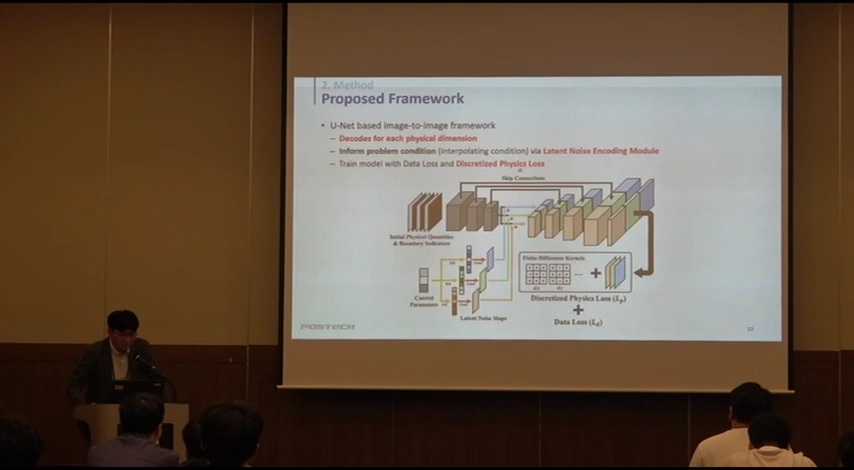 2. Method
Proposed Framework
• U-Net based image-to-image framework
– Decodes for each physical dimension
– Inform problem condition (Interpolating condition) via Latent Noise Encoding Module
– Train model with Data Loss and Discretized Physics Loss
Skip Connections
Initial Physical Quantities
& Boundary Indicators
Finite Difference Kernels
Control
Parameters
Latent Noise Maps
Discretized Physics Loss (Lp)
+
Data Loss (Ld)
POSTECH
10